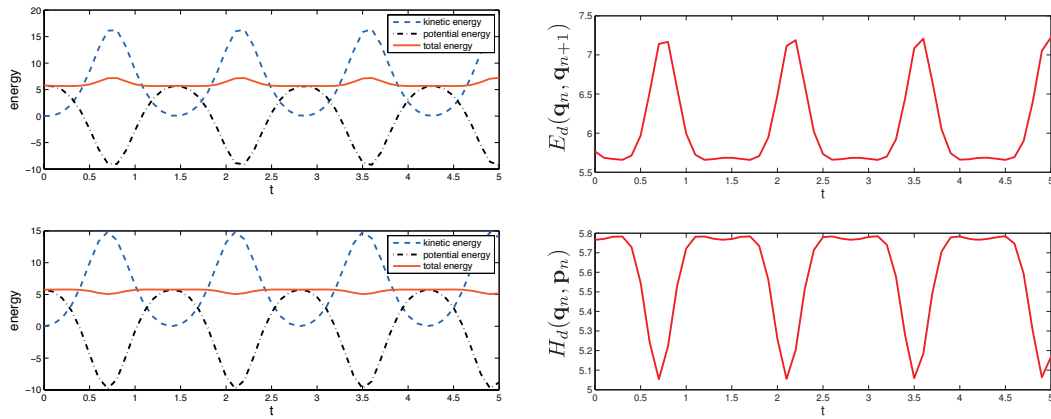 20
15
10
5
0
−5
−10
energy
0 0.5 1 1.5 2 2.5 3 3.5 4 4.5 5
t
kinetic energy
potential energy
total energy
7.5
7
6.5
6
5.5
E_d(q_n, q_{n+1})
0 0.5 1 1.5 2 2.5 3 3.5 4 4.5 5
t
15
10
5
0
−5
−10
energy
0 0.5 1 1.5 2 2.5 3 3.5 4 4.5 5
t
kinetic energy
potential energy
total energy
5.8
5.7
5.6
5.5
5.4
5.3
5.2
5.1
5
H_d(q_n, p_n)
0 0.5 1 1.5 2 2.5 3 3.5 4 4.5 5
t